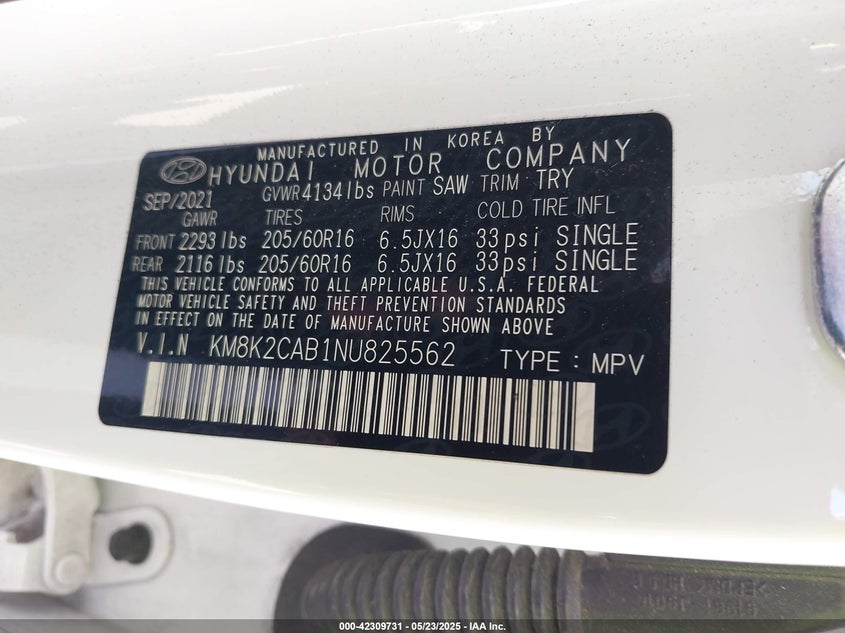 MANUFACTURED IN KOREA BY
HYUNDAI MOTOR COMPANY
SEP/2021 GVWR 4134lbs PAINT SAW TRIM TRY
GAWR TIRES RIMS COLD TIRE INFL
FRONT 2293 lbs 205/60R16 6.5JX16 33psi SINGLE
REAR 2116 lbs 205/60R16 6.5JX16 33psi SINGLE
THIS VEHICLE CONFORMS TO ALL APPLICABLE U.S.A. FEDERAL
MOTOR VEHICLE SAFETY AND THEFT PREVENTION STANDARDS
IN EFFECT ON THE DATE OF MANUFACTURE SHOWN ABOVE
V.I.N KM8K2CAB1NU825562 TYPE : MPV
000-42309731 - 05/23/2025 - IAA Inc.